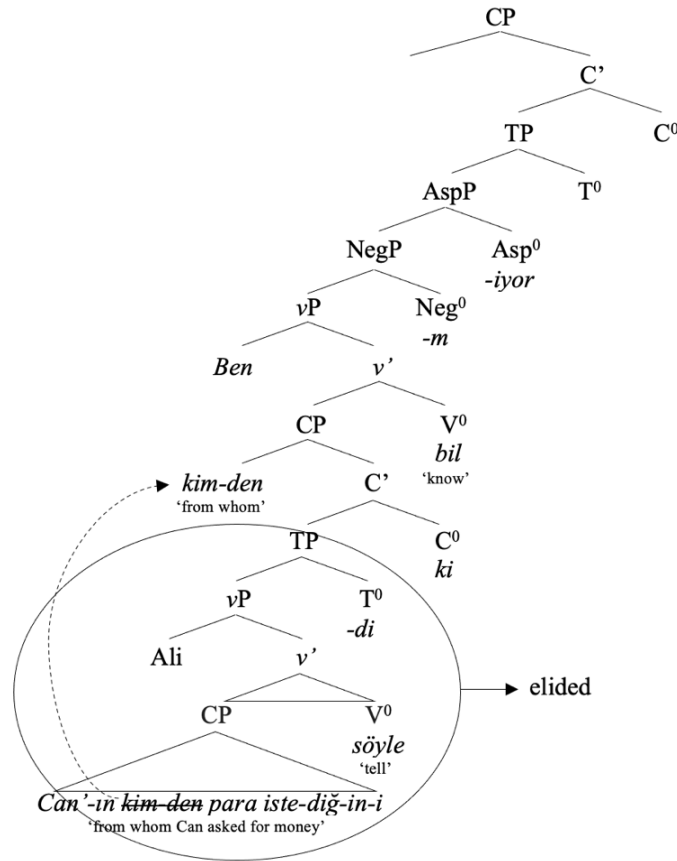 CP
C’
TP C⁰
AspP T⁰
NegP Asp⁰
-iyor
vP Neg⁰
-m
Ben v’
CP V⁰
bil
kim-den C’ ‘know’
‘from whom’
TP C⁰
ki
vP T⁰
-di
Ali v’
elided
CP V⁰
söyle
‘tell’
Can’-ın kim-den para iste-diğ-in-i
‘from whom Can asked for money’